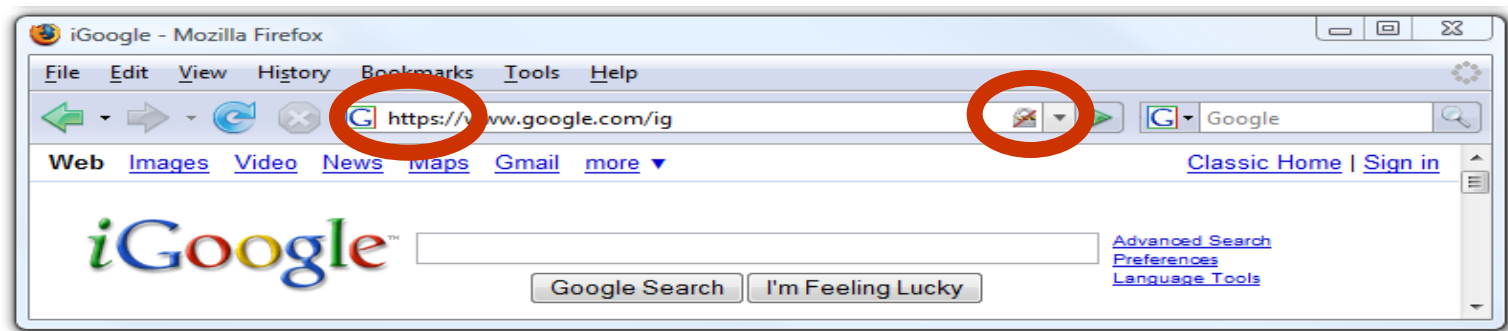 iGoogle - Mozilla Firefox
File Edit View History Bookmarks Tools Help
G https://www.google.com/ig G Google
Web Images Video News Maps Gmail more ▼ Classic Home | Sign in
iGoogle™
Advanced Search
Preferences
Language Tools
Google Search I'm Feeling Lucky